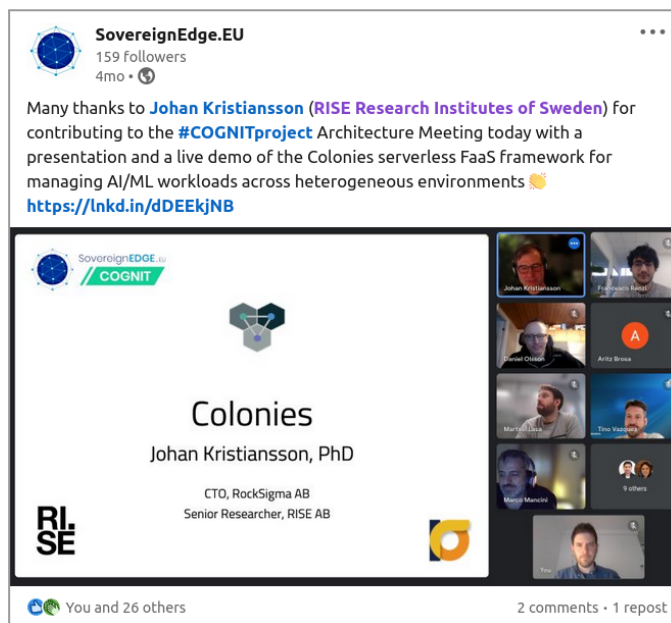 SovereignEdge.EU
159 followers
4mo •
Many thanks to Johan Kristiansson (RISE Research Institutes of Sweden) for
contributing to the #COGNITproject Architecture Meeting today with a
presentation and a live demo of the Colonies serverless FaaS framework for
managing AI/ML workloads across heterogeneous environments 👏
https://lnkd.in/dDEEkjNB
SovereignEDGE.EU
COGNIT
Colonies
Johan Kristiansson, PhD
CTO, RockSigma AB
Senior Researcher, RISE AB
RI.
SE
Johan Kristiansson
Francesco Renzi
Daniel Olsson
A
Aritz Brosa
Tino Vazquez
Marco Mancini
9 others
You
You and 26 others
2 comments • 1 repost